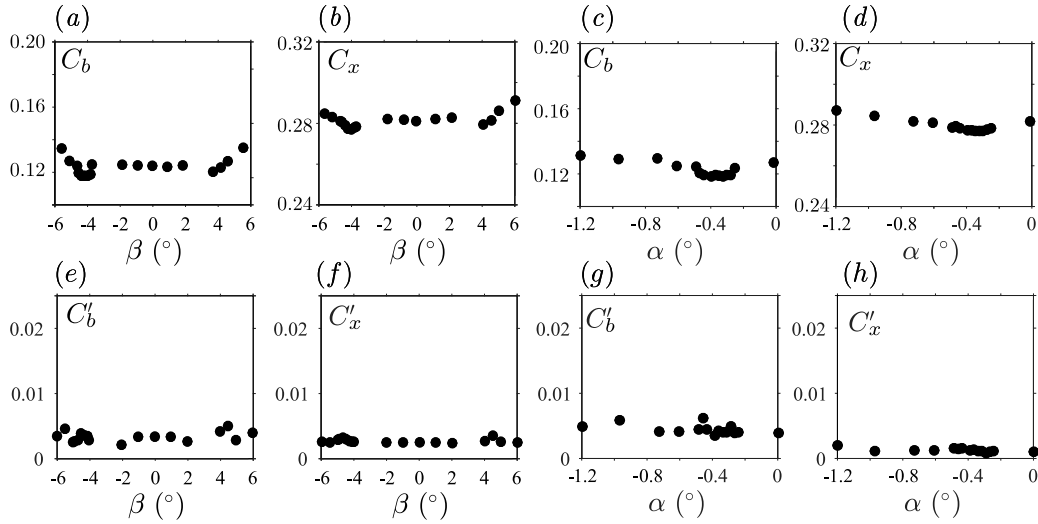 (a) (b) (c) (d)
0.20 0.32 0.20 0.32
C_b C_x C_b C_x
0.16 0.28 0.16 0.28
0.12 0.24 0.12 0.24
-6 -4 -2 0 2 4 6 -6 -4 -2 0 2 4 6 -1.2 -0.8 -0.4 0 -1.2 -0.8 -0.4 0
β (°) β (°) α (°) α (°)
(e) (f) (g) (h)
C′_b C′_x C′_b C′_x
0.02 0.02 0.02 0.02
0.01 0.01 0.01 0.01
0 0 0 0
-6 -4 -2 0 2 4 6 -6 -4 -2 0 2 4 6 -1.2 -0.8 -0.4 0 -1.2 -0.8 -0.4 0
β (°) β (°) α (°) α (°)